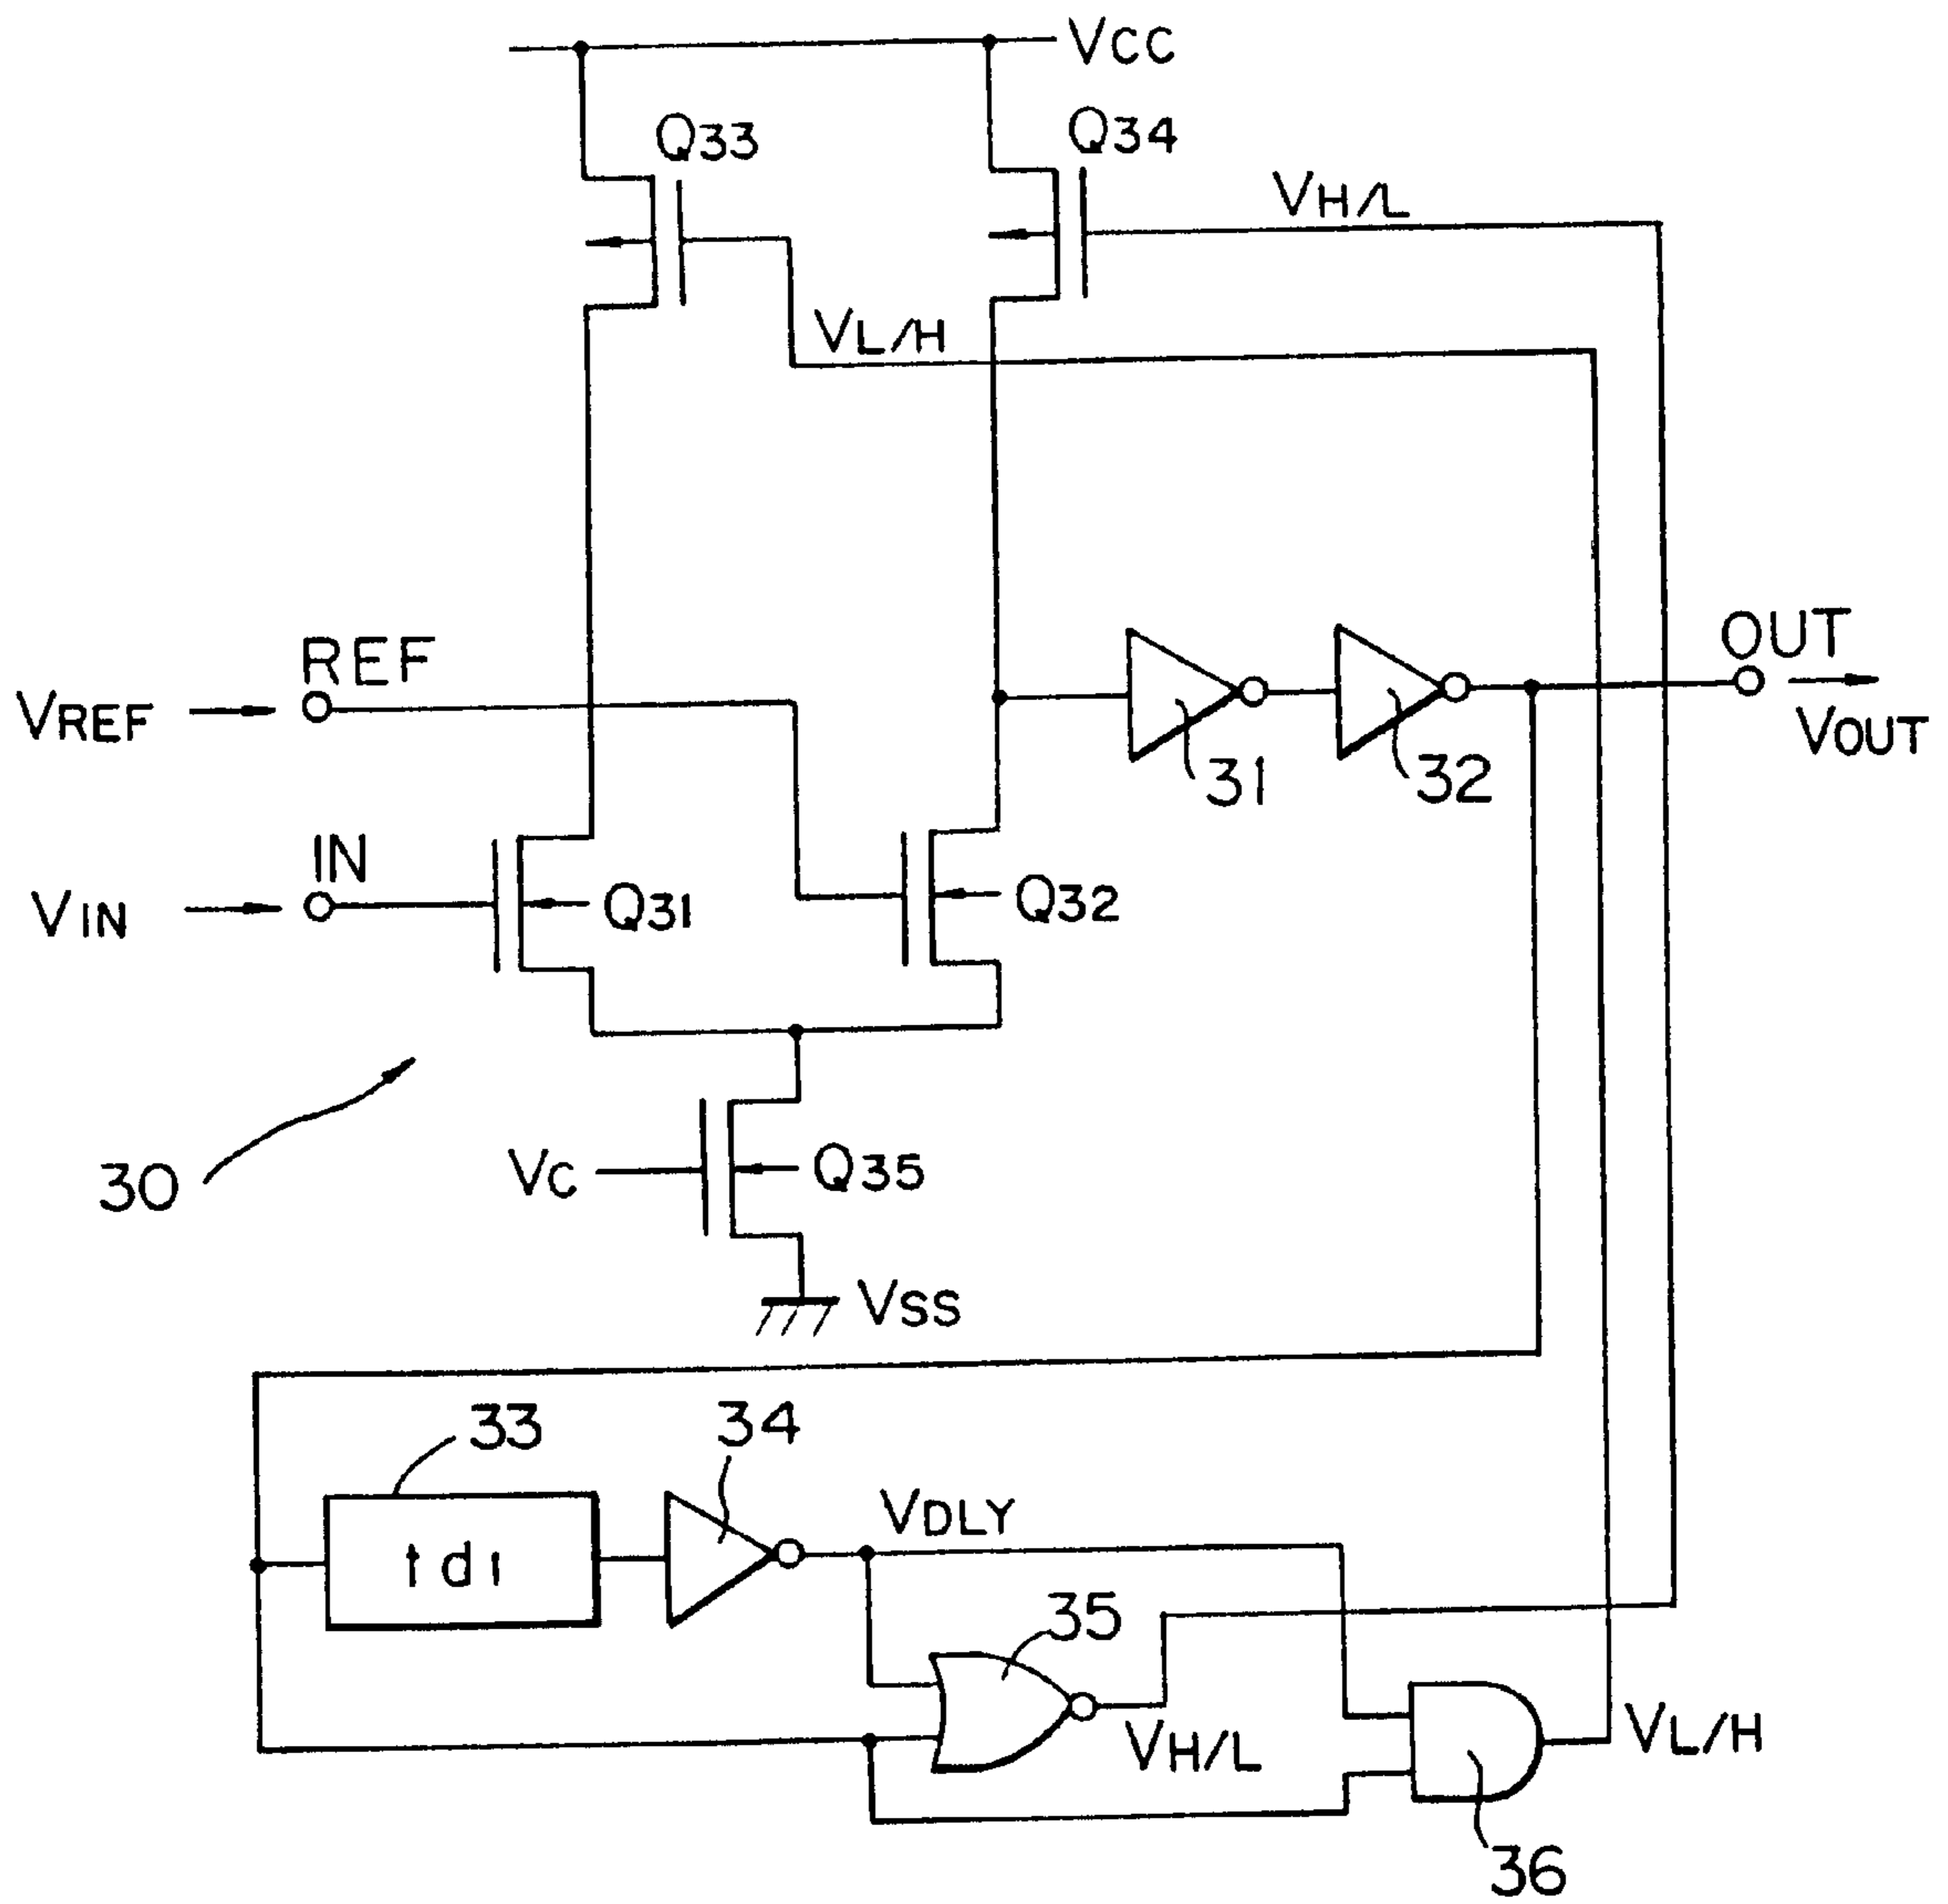 VCC
Q33
Q34
VH/L
VL/H
REF
VREF
OUT
VOUT
31
32
IN
VIN
Q31
Q32
30
VC
Q35
VSS
33
34
VDLY
td1
35
VH/L
VL/H
36